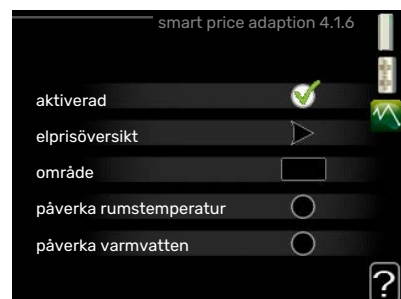 smart price adaption 4.1.6
aktiverad
elprisöversikt
område
påverka rumstemperatur
påverka varmvatten
?